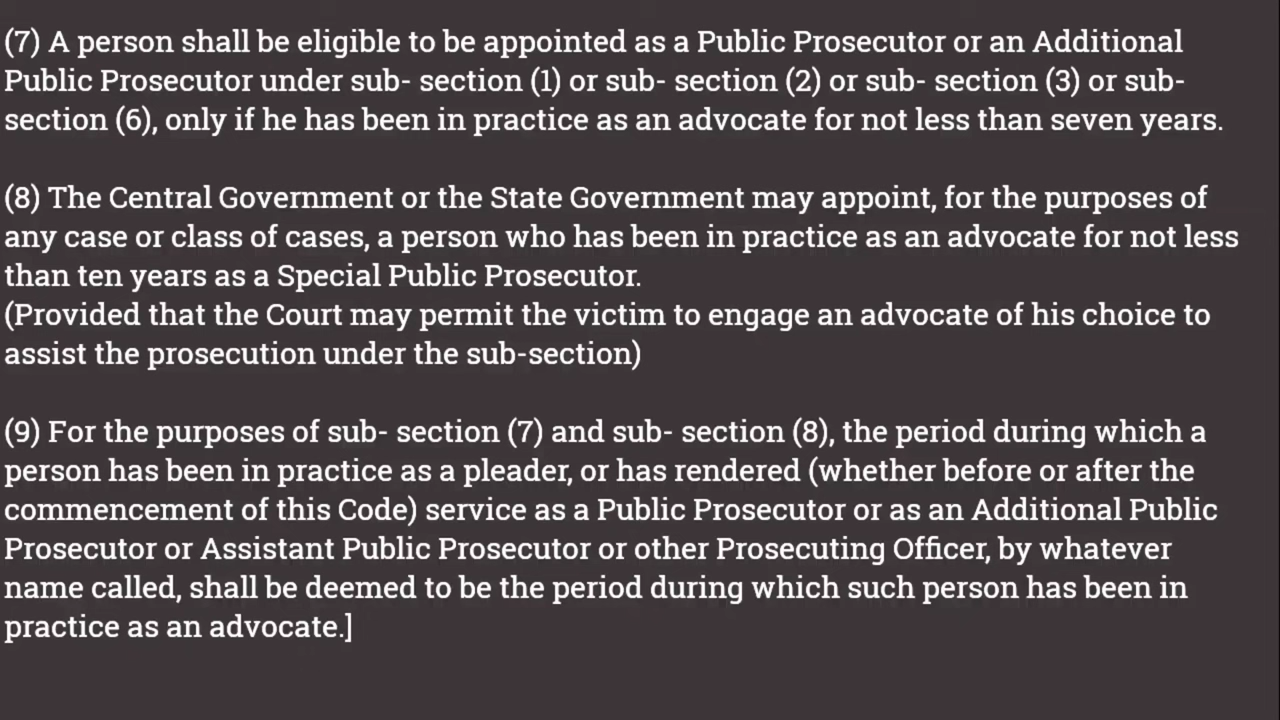 (7) A person shall be eligible to be appointed as a Public Prosecutor or an Additional
Public Prosecutor under sub- section (1) or sub- section (2) or sub- section (3) or sub-
section (6), only if he has been in practice as an advocate for not less than seven years.
(8) The Central Government or the State Government may appoint, for the purposes of
any case or class of cases, a person who has been in practice as an advocate for not less
than ten years as a Special Public Prosecutor.
(Provided that the Court may permit the victim to engage an advocate of his choice to
assist the prosecution under the sub-section)
(9) For the purposes of sub- section (7) and sub- section (8), the period during which a
person has been in practice as a pleader, or has rendered (whether before or after the
commencement of this Code) service as a Public Prosecutor or as an Additional Public
Prosecutor or Assistant Public Prosecutor or other Prosecuting Officer, by whatever
name called, shall be deemed to be the period during which such person has been in
practice as an advocate.]